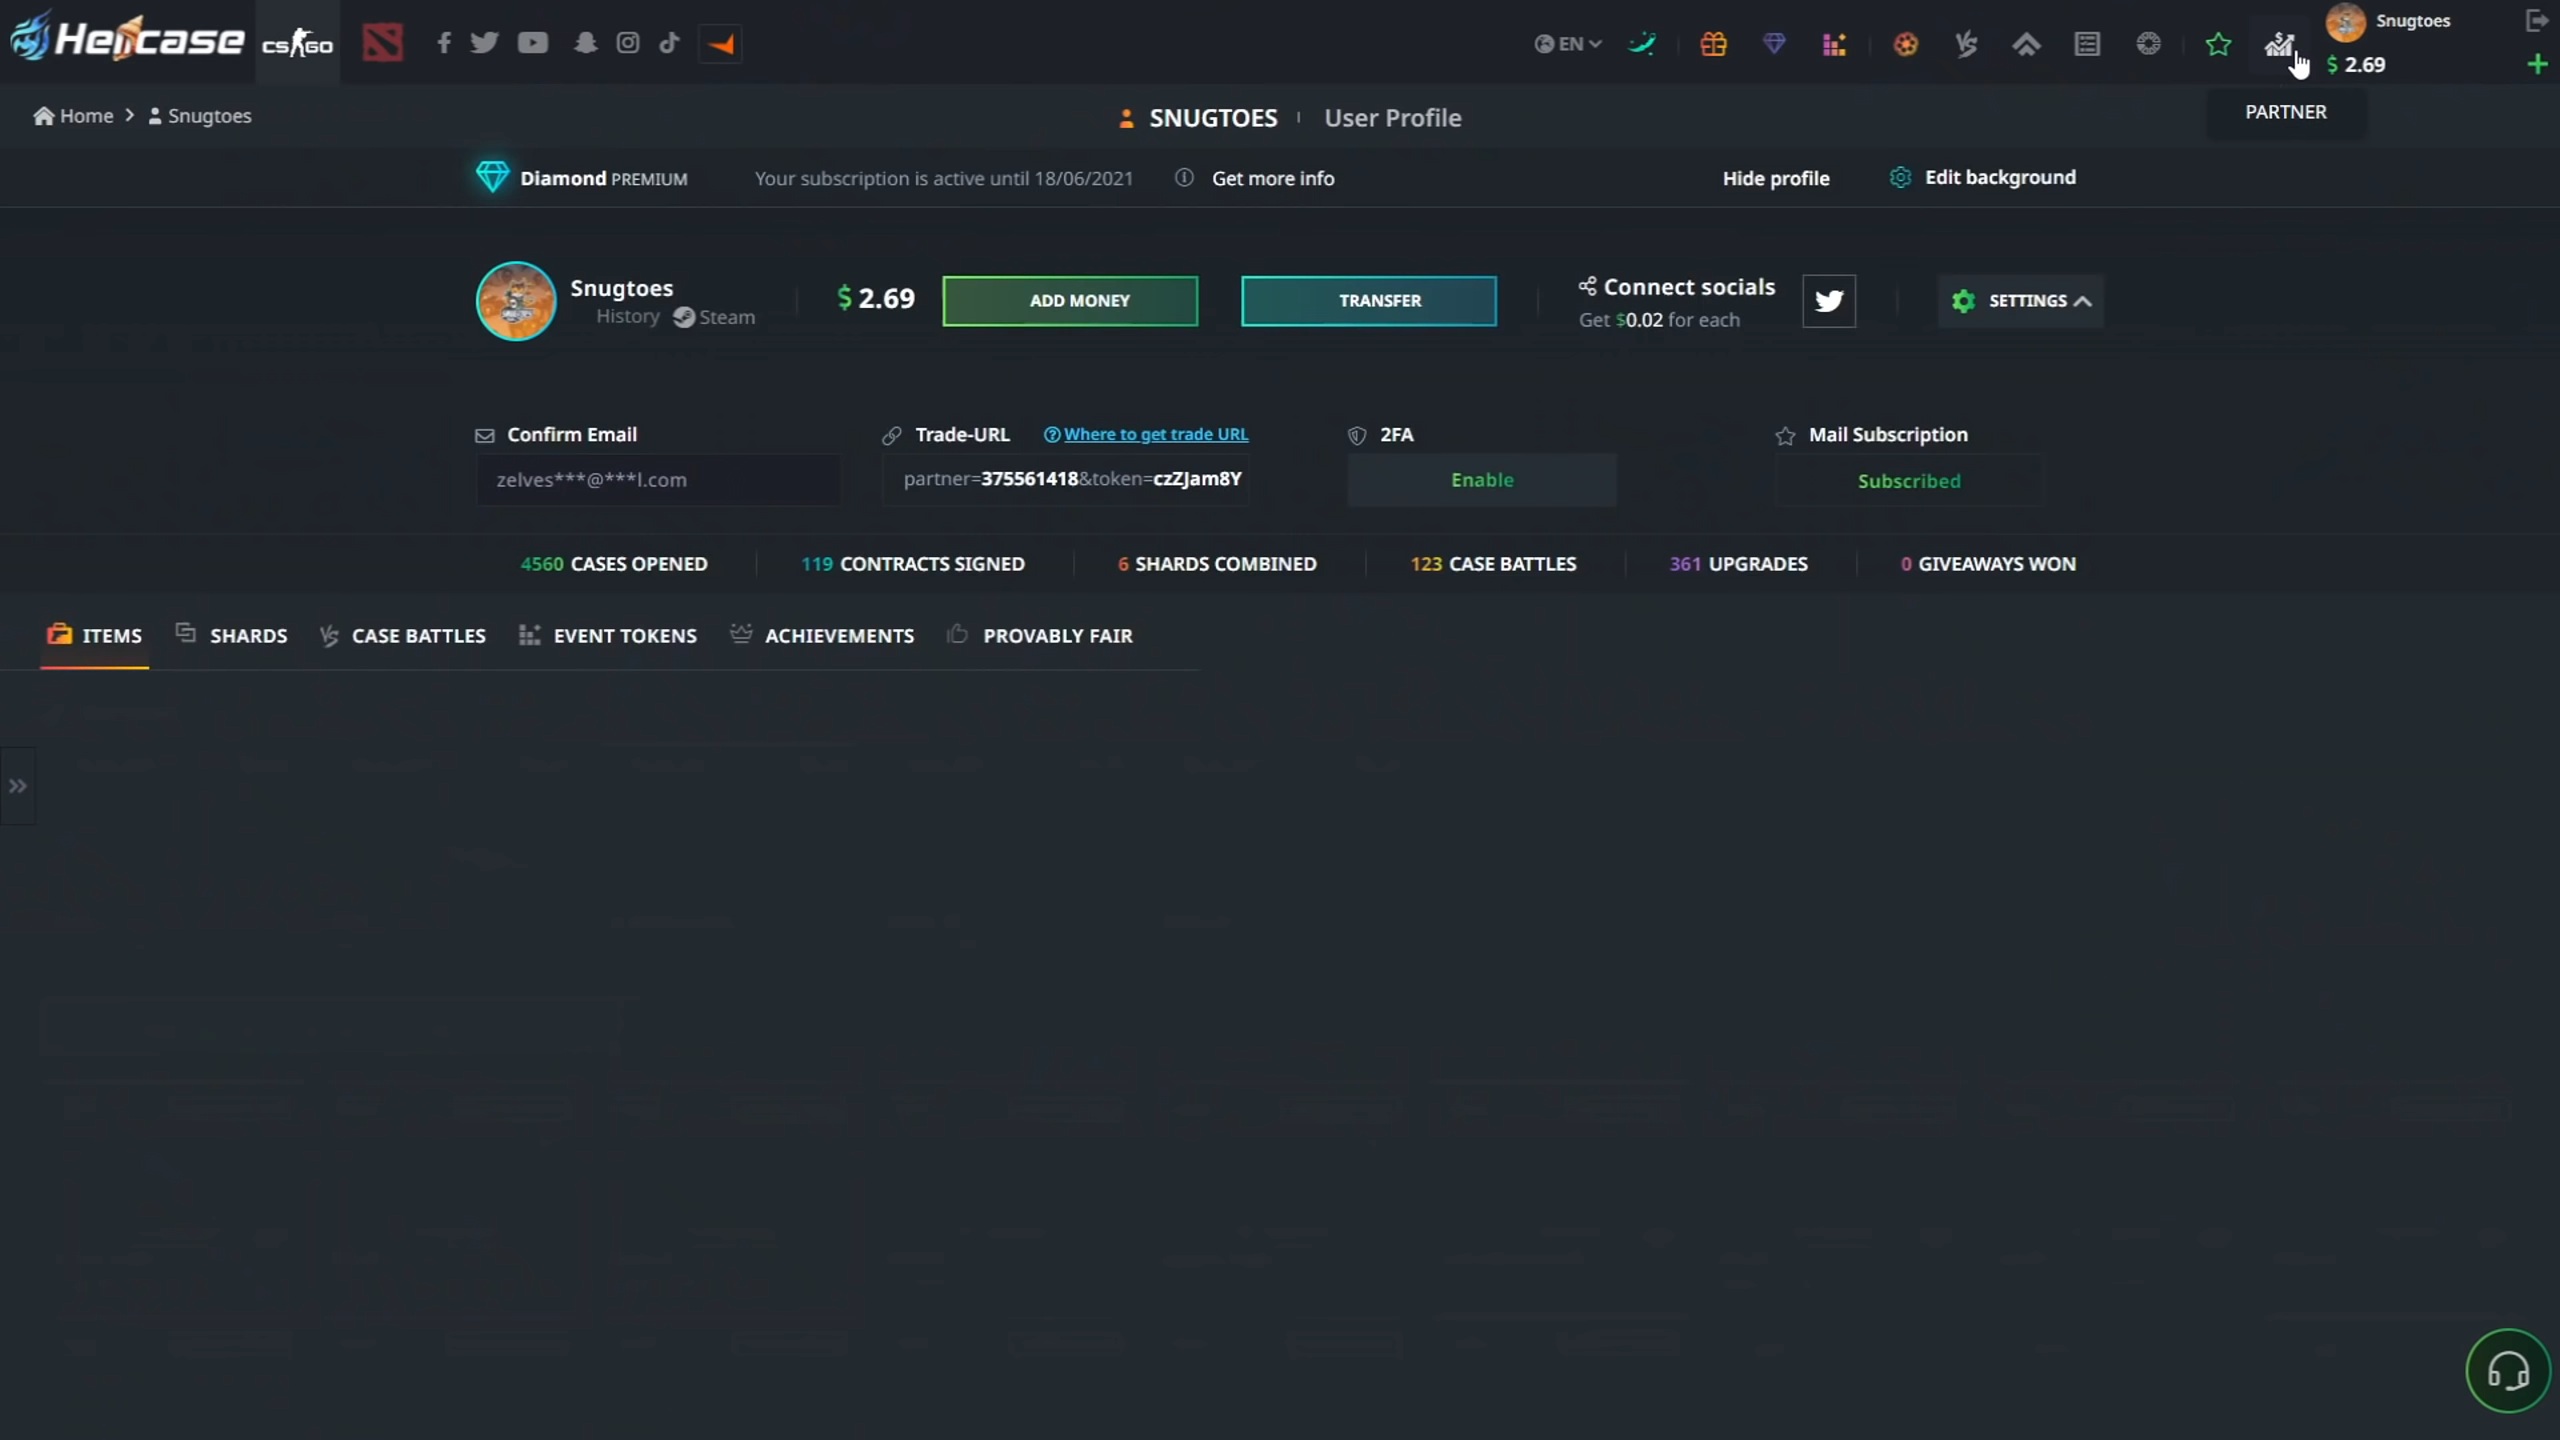 Hellcase
CS GO
EN
Snugtoes
$ 2.69
Home > Snugtoes
SNUGTOES
User Profile
PARTNER
Diamond PREMIUM
Your subscription is active until 18/06/2021
Get more info
Hide profile
Edit background
Snugtoes
History Steam
$ 2.69
ADD MONEY
TRANSFER
Connect socials
Get $0.02 for each
SETTINGS
Confirm Email
zelves***@***l.com
Trade-URL
Where to get trade URL
partner=375561418&token=czZJam8Y
2FA
Enable
Mail Subscription
Subscribed
4560 CASES OPENED
119 CONTRACTS SIGNED
6 SHARDS COMBINED
123 CASE BATTLES
361 UPGRADES
0 GIVEAWAYS WON
ITEMS
SHARDS
CASE BATTLES
EVENT TOKENS
ACHIEVEMENTS
PROVABLY FAIR